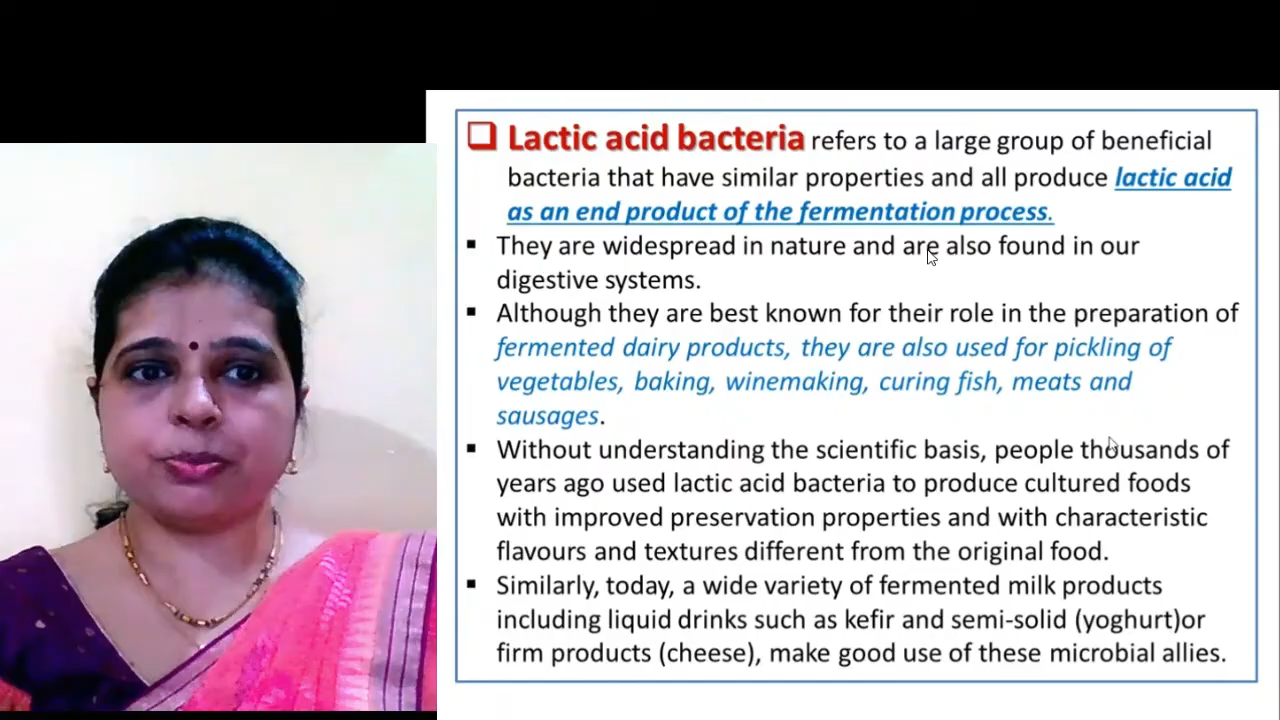 ❑ Lactic acid bacteria refers to a large group of beneficial
bacteria that have similar properties and all produce lactic acid
as an end product of the fermentation process.
▪ They are widespread in nature and are also found in our
digestive systems.
▪ Although they are best known for their role in the preparation of
fermented dairy products, they are also used for pickling of
vegetables, baking, winemaking, curing fish, meats and
sausages.
▪ Without understanding the scientific basis, people thousands of
years ago used lactic acid bacteria to produce cultured foods
with improved preservation properties and with characteristic
flavours and textures different from the original food.
▪ Similarly, today, a wide variety of fermented milk products
including liquid drinks such as kefir and semi-solid (yoghurt)or
firm products (cheese), make good use of these microbial allies.